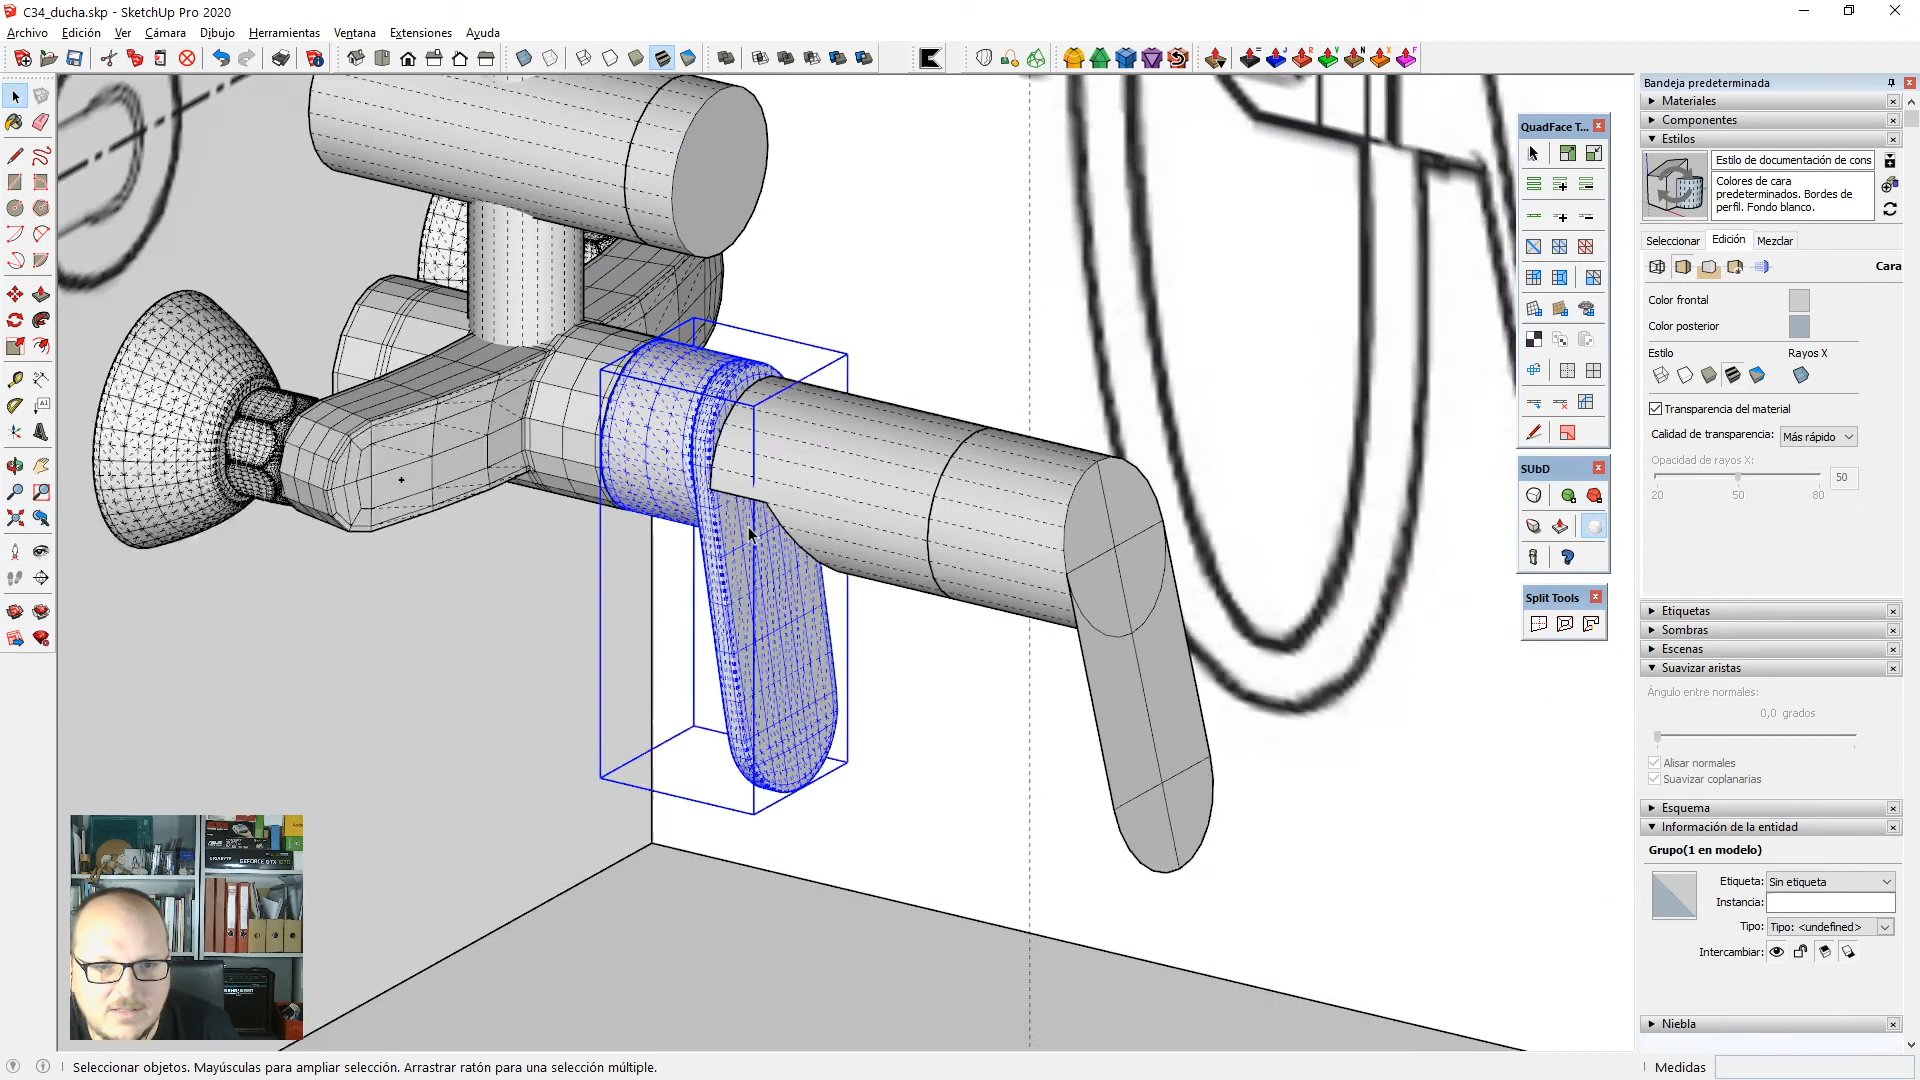 C34_ducha.skp - SketchUp Pro 2020
Archivo Edición Ver Cámara Dibujo Herramientas Ventana Extensiones Ayuda
Bandeja predeterminada
Materiales
Componentes
Estilos
Estilo de documentación de cons
Colores de cara
predeterminados. Bordes de
perfil. Fondo blanco.
Seleccionar Edición Mezclar
Cara
Color frontal
Color posterior
Estilo Rayos X
Transparencia del material
Calidad de transparencia: Más rápido
Opacidad de rayos X:
50
20 50 80
Etiquetas
Sombras
Escenas
Suavizar aristas
Ángulo entre normales:
0,0 grados
Alisar normales
Suavizar coplanarias
Esquema
Información de la entidad
Grupo(1 en modelo)
Etiqueta: Sin etiqueta
Instancia:
Tipo: Tipo: <undefined>
Intercambiar:
Niebla
QuadFace T...
SUbD
Split Tools
GEFORCE GTX
Seleccionar objetos. Mayúsculas para ampliar selección. Arrastrar ratón para una selección múltiple.
Medidas